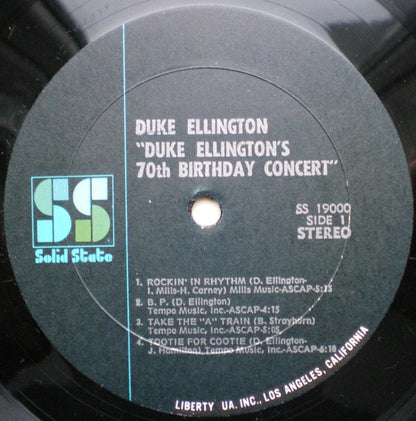 DUKE ELLINGTON
"DUKE ELLINGTON'S
70th BIRTHDAY CONCERT"
SS 19000
SIDE 1
STEREO
SS
Solid State
1. ROCKIN' IN RHYTHM (D. Ellington-
I. Mills-H. Carney) Mills Music-ASCAP-5:13
2. B. P. (D. Ellington)
Tempo Music, Inc-ASCAP-4:15
3. TAKE THE "A" TRAIN (B. Strayhorn)
Tempo Music, Inc.-ASCAP-5:05
4. TOOTIE FOR COOTIE (D. Ellington-
J. Hamilton) Tempo Music, Inc.-ASCAP-6:18
LIBERTY UA, INC., LOS ANGELES, CALIFORNIA